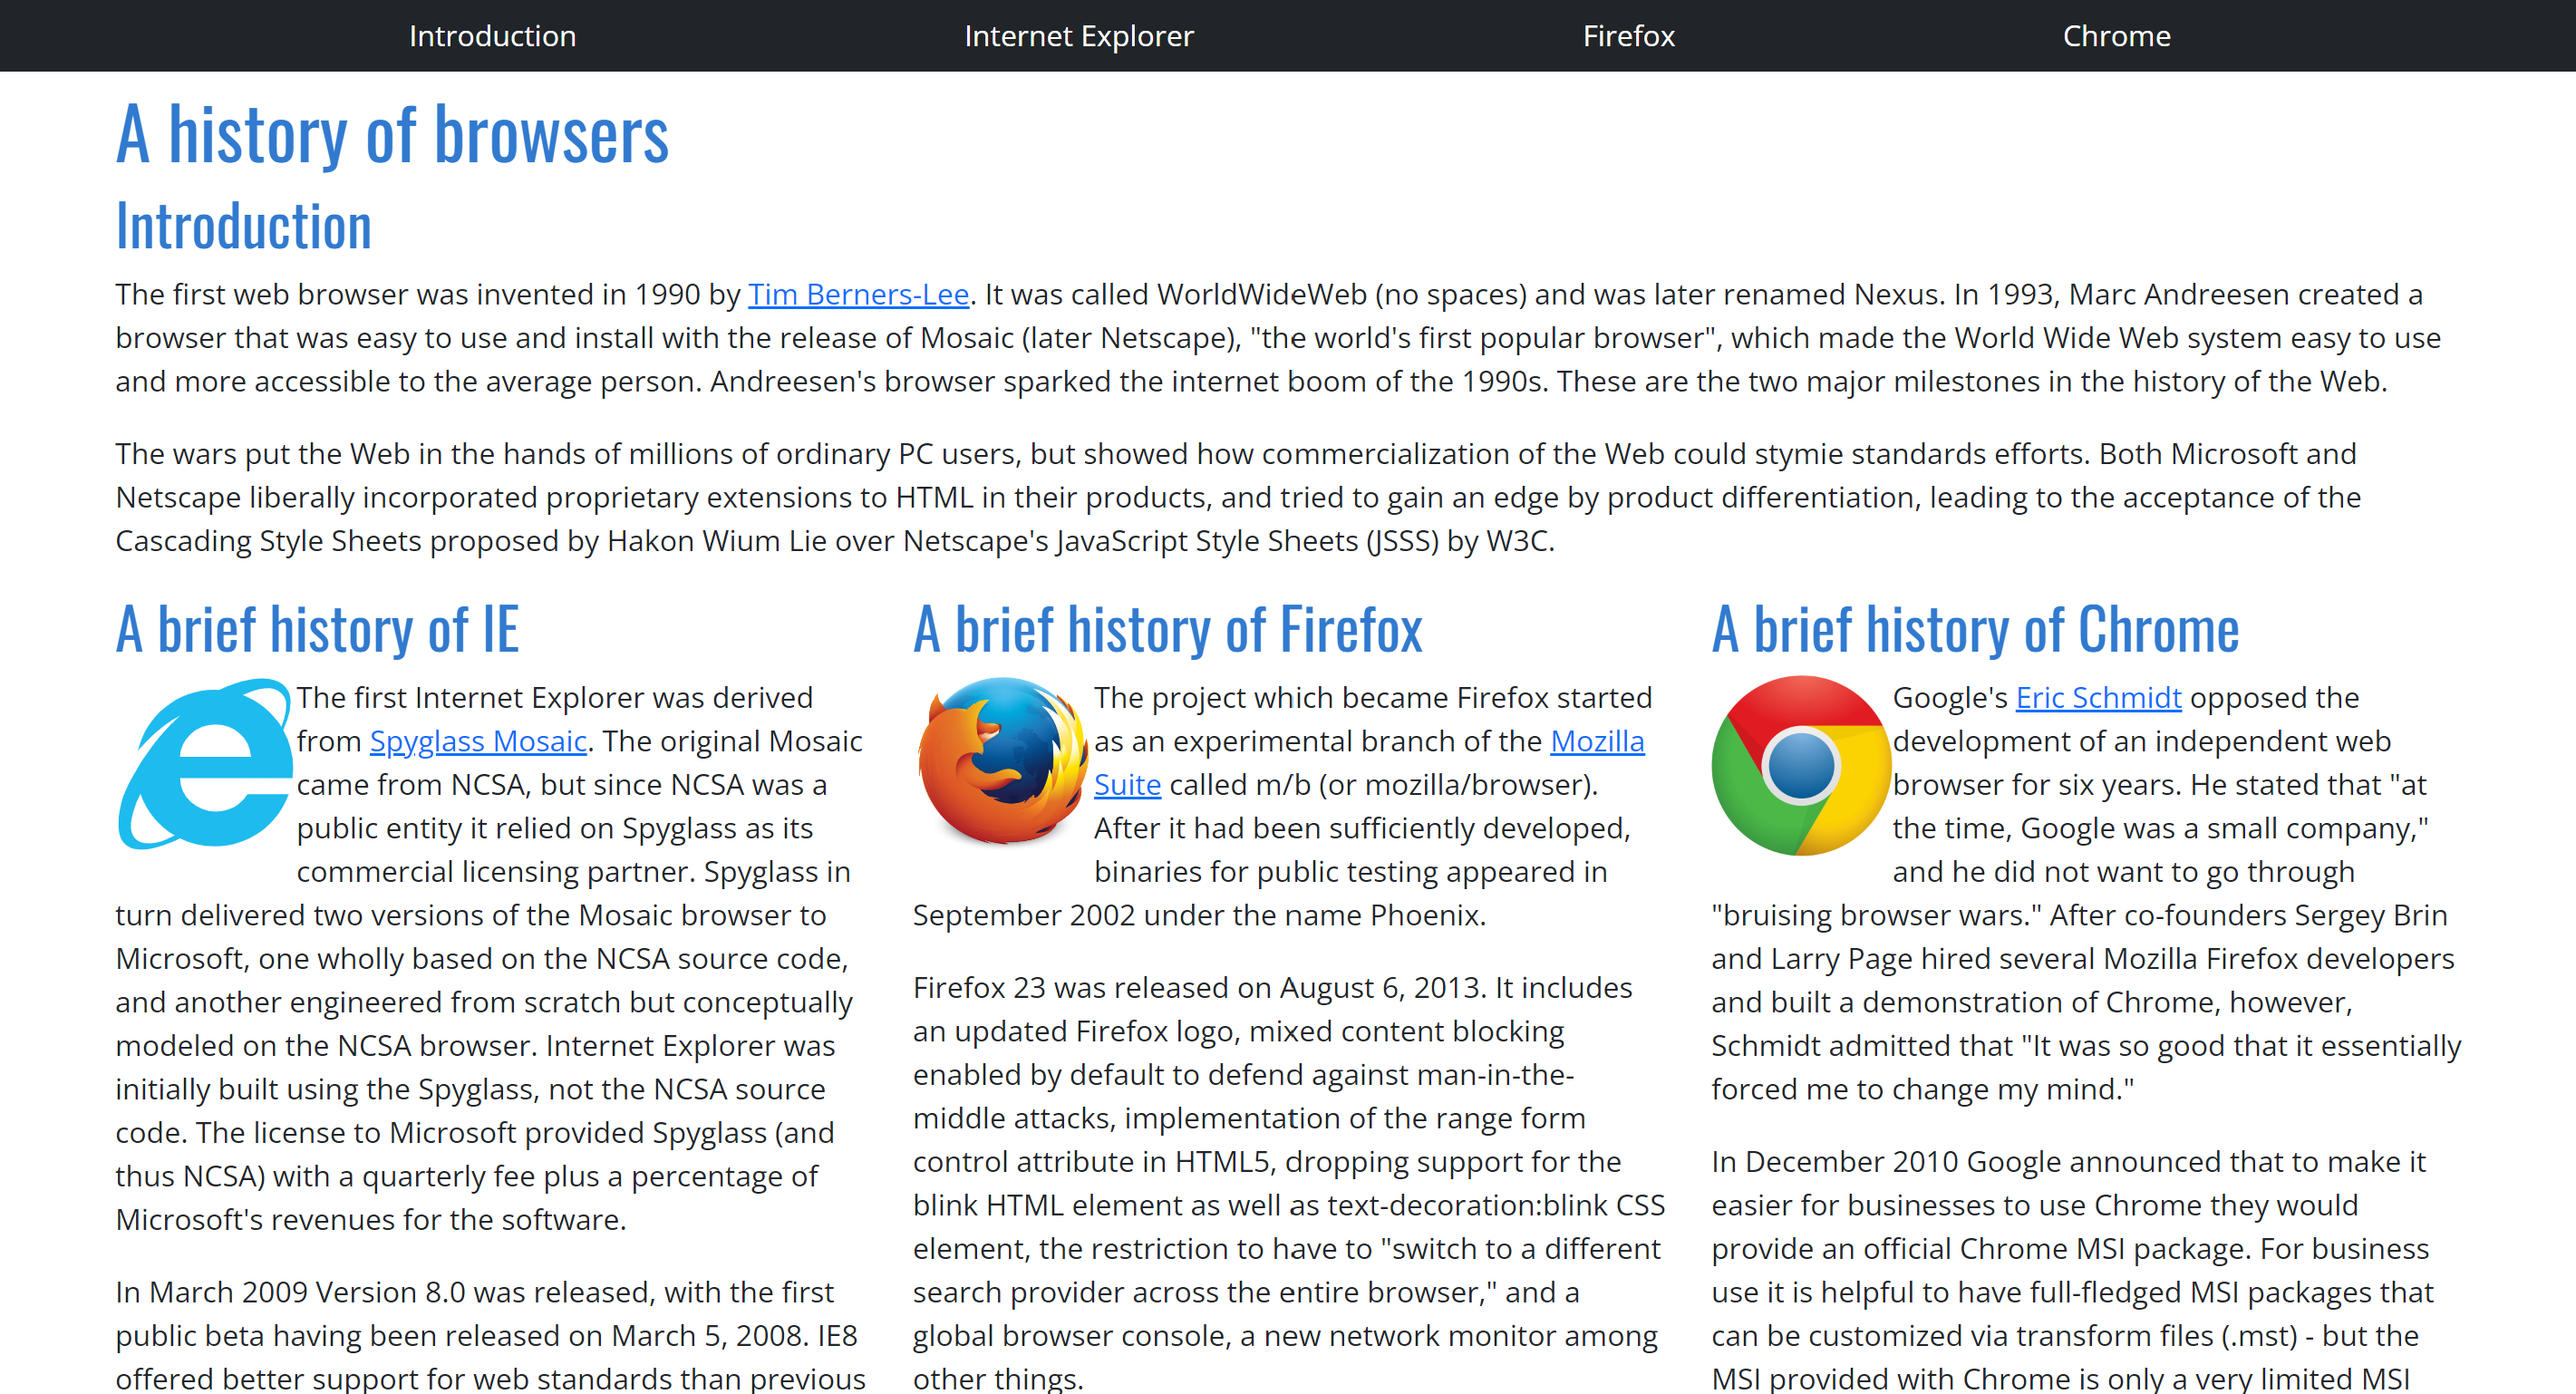 Introduction
Internet Explorer
Firefox
Chrome
A history of browsers
Introduction
The first web browser was invented in 1990 by Tim Berners-Lee. It was called WorldWideWeb (no spaces) and was later renamed Nexus. In 1993, Marc Andreesen created a
browser that was easy to use and install with the release of Mosaic (later Netscape), "the world's first popular browser", which made the World Wide Web system easy to use
and more accessible to the average person. Andreesen's browser sparked the internet boom of the 1990s. These are the two major milestones in the history of the Web.
The wars put the Web in the hands of millions of ordinary PC users, but showed how commercialization of the Web could stymie standards efforts. Both Microsoft and
Netscape liberally incorporated proprietary extensions to HTML in their products, and tried to gain an edge by product differentiation, leading to the acceptance of the
Cascading Style Sheets proposed by Hakon Wium Lie over Netscape's JavaScript Style Sheets (JSSS) by W3C.
A brief history of IE
The first Internet Explorer was derived
from Spyglass Mosaic. The original Mosaic
came from NCSA, but since NCSA was a
public entity it relied on Spyglass as its
commercial licensing partner. Spyglass in
turn delivered two versions of the Mosaic browser to
Microsoft, one wholly based on the NCSA source code,
and another engineered from scratch but conceptually
modeled on the NCSA browser. Internet Explorer was
initially built using the Spyglass, not the NCSA source
code. The license to Microsoft provided Spyglass (and
thus NCSA) with a quarterly fee plus a percentage of
Microsoft's revenues for the software.
In March 2009 Version 8.0 was released, with the first
public beta having been released on March 5, 2008. IE8
offered better support for web standards than previous
A brief history of Firefox
The project which became Firefox started
as an experimental branch of the Mozilla
Suite called m/b (or mozilla/browser).
After it had been sufficiently developed,
binaries for public testing appeared in
September 2002 under the name Phoenix.
Firefox 23 was released on August 6, 2013. It includes
an updated Firefox logo, mixed content blocking
enabled by default to defend against man-in-the-
middle attacks, implementation of the range form
control attribute in HTML5, dropping support for the
blink HTML element as well as text-decoration:blink CSS
element, the restriction to have to "switch to a different
search provider across the entire browser," and a
global browser console, a new network monitor among
other things.
A brief history of Chrome
Google's Eric Schmidt opposed the
development of an independent web
browser for six years. He stated that "at
the time, Google was a small company,"
and he did not want to go through
"bruising browser wars." After co-founders Sergey Brin
and Larry Page hired several Mozilla Firefox developers
and built a demonstration of Chrome, however,
Schmidt admitted that "It was so good that it essentially
forced me to change my mind."
In December 2010 Google announced that to make it
easier for businesses to use Chrome they would
provide an official Chrome MSI package. For business
use it is helpful to have full-fledged MSI packages that
can be customized via transform files (.mst) - but the
MSI provided with Chrome is only a very limited MSI